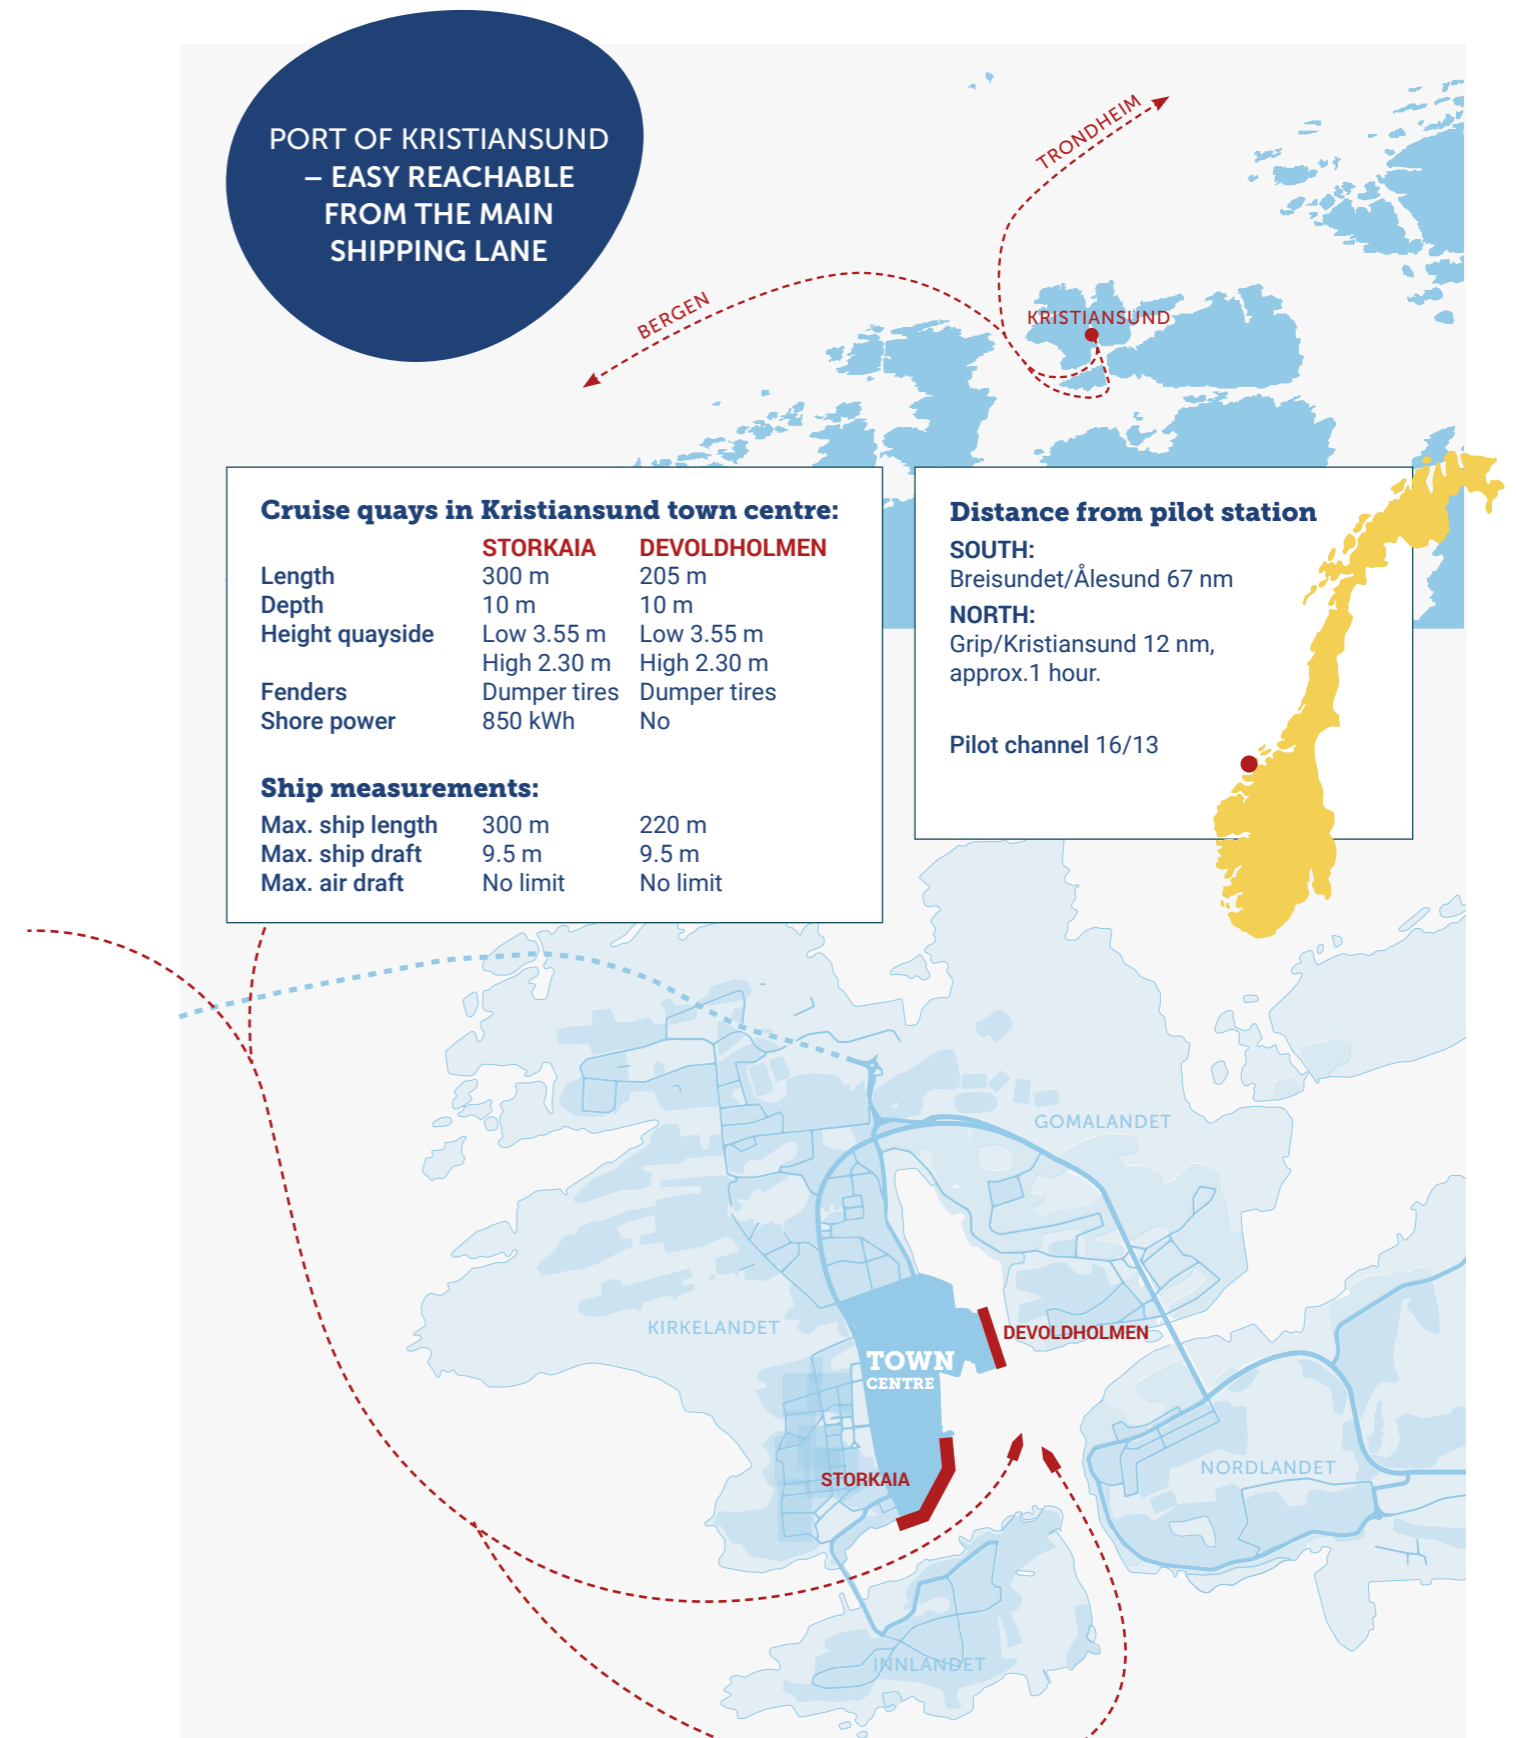 PORT OF KRISTIANSUND
– EASY REACHABLE
FROM THE MAIN
SHIPPING LANE
TRONDHEIM
BERGEN
KRISTIANSUND
Cruise quays in Kristiansund town centre:
STORKAIA DEVOLDHOLMEN
Length 300 m 205 m
Depth 10 m 10 m
Height quayside Low 3.55 m Low 3.55 m
High 2.30 m High 2.30 m
Fenders Dumper tires Dumper tires
Shore power 850 kWh No
Ship measurements:
Max. ship length 300 m 220 m
Max. ship draft 9.5 m 9.5 m
Max. air draft No limit No limit
Distance from pilot station
SOUTH:
Breisundet/Ålesund 67 nm
NORTH:
Grip/Kristiansund 12 nm,
approx.1 hour.
Pilot channel 16/13
GOMALANDET
KIRKELANDET
DEVOLDHOLMEN
TOWN
CENTRE
STORKAIA
NORDLANDET
INNLANDET